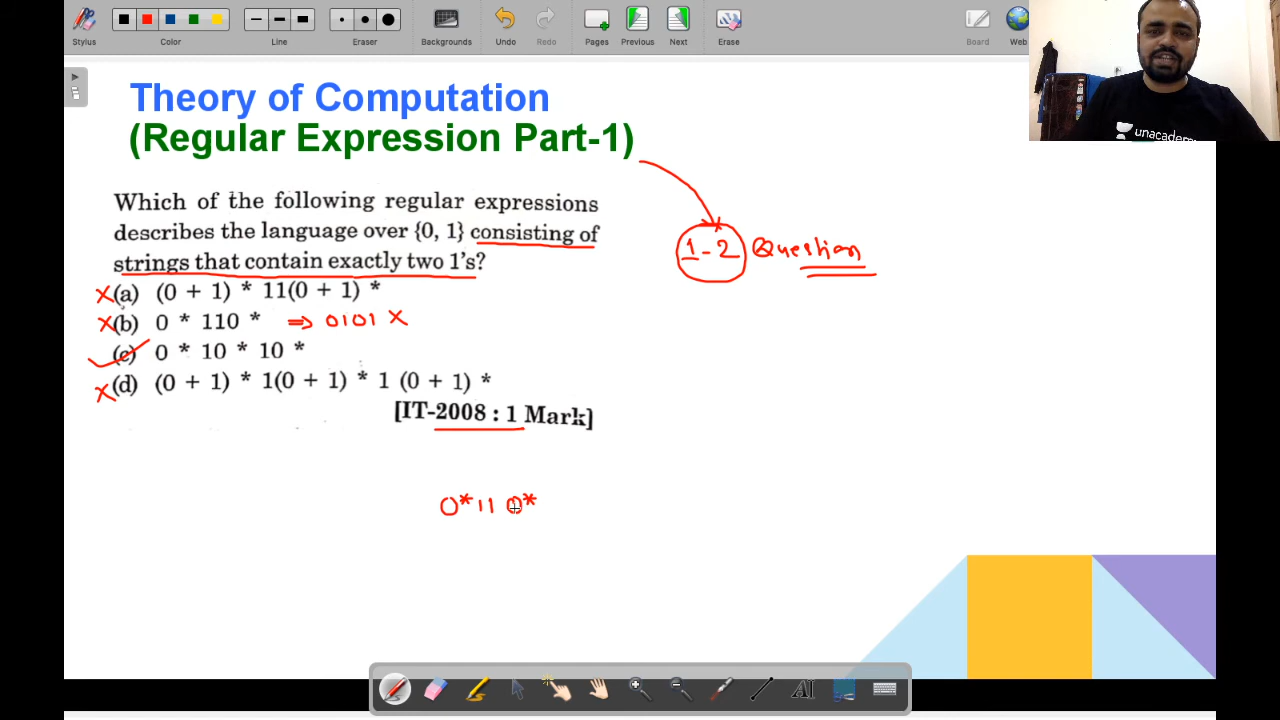 Stylus Color Line Eraser Backgrounds Undo Redo Pages Previous Next Erase Board Web
unacademy
Theory of Computation
(Regular Expression Part-1)
Which of the following regular expressions
describes the language over {0, 1} consisting of
strings that contain exactly two 1's?
1-2 Question
X (a) (0 + 1) * 11(0 + 1) *
X (b) 0 * 110 * ⇒ 0101 X
(c) 0 * 10 * 10 *
X (d) (0 + 1) * 1(0 + 1) * 1 (0 + 1) *
[IT-2008 : 1 Mark]
0*110*
AI